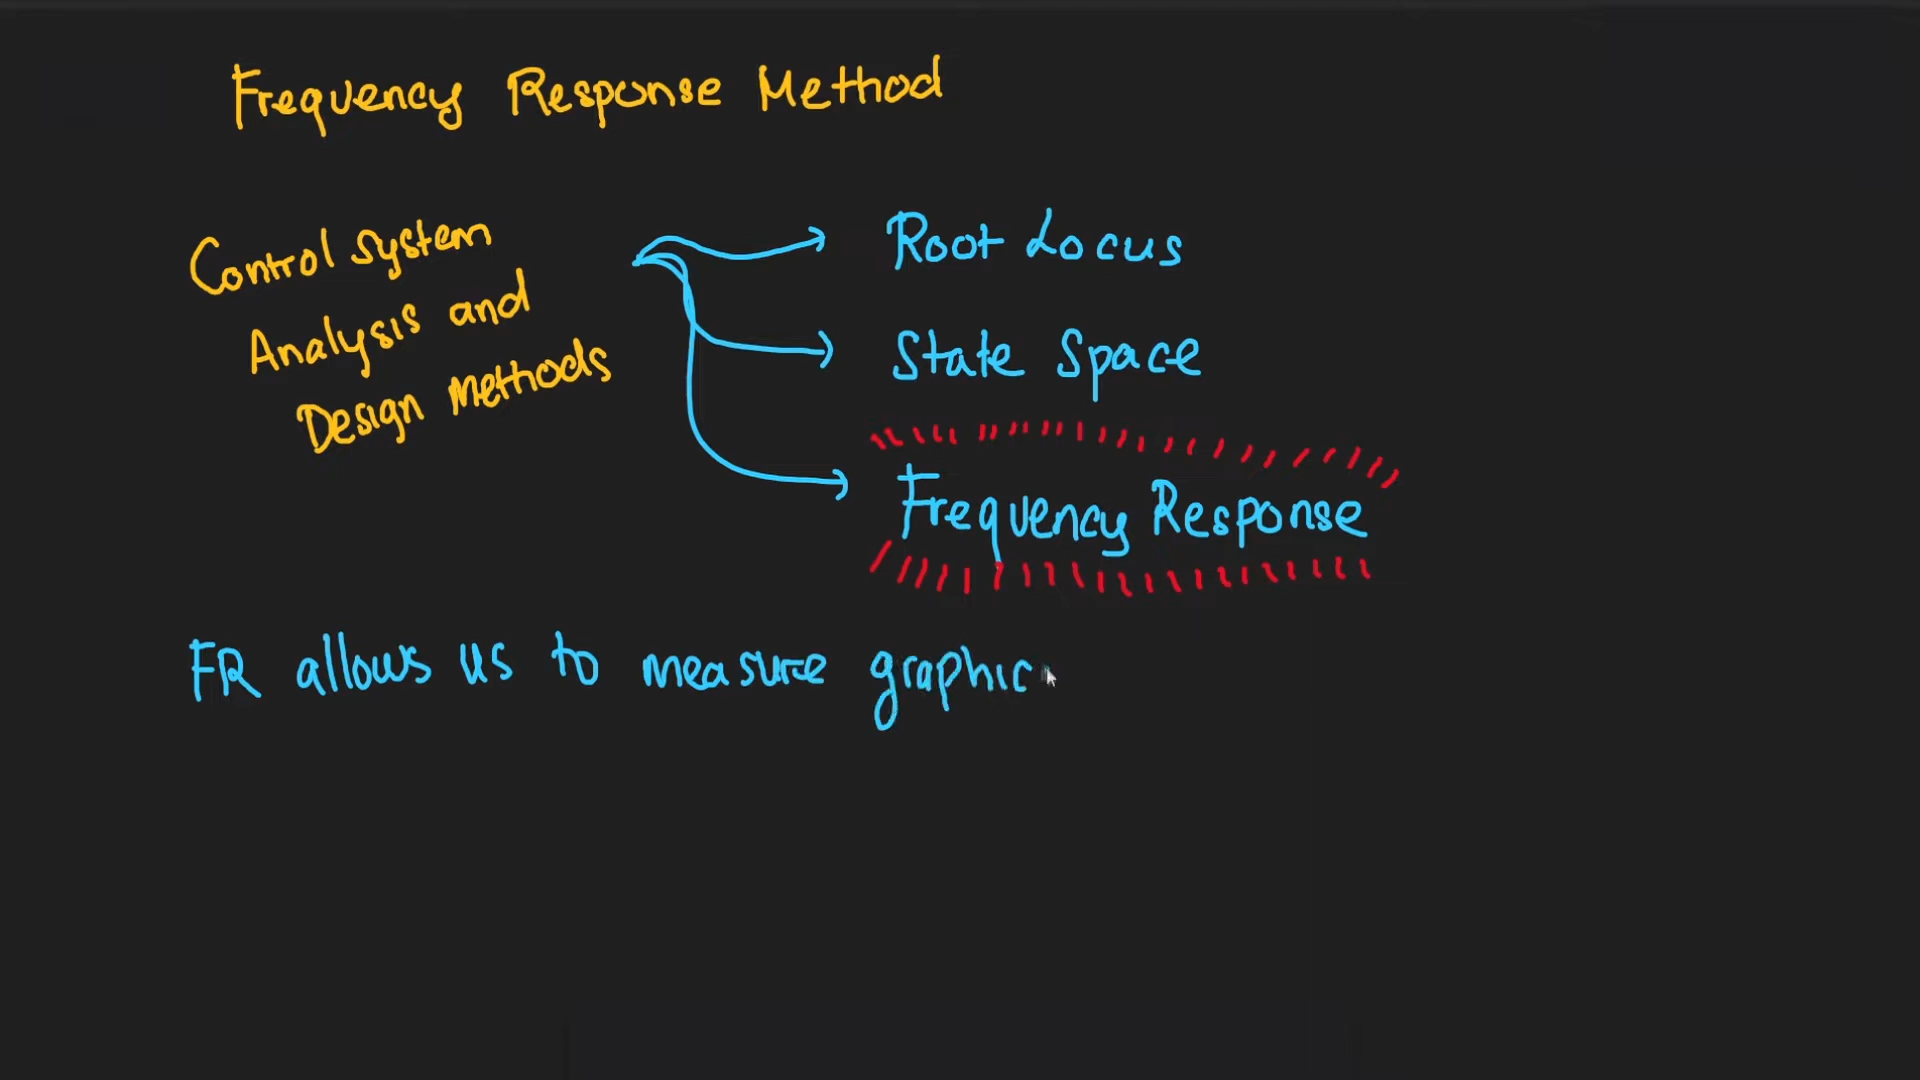 Frequency Response Method
Control System
Analysis and
Design Methods
Root Locus
State Space
Frequency Response
FR allows us to measure graphic